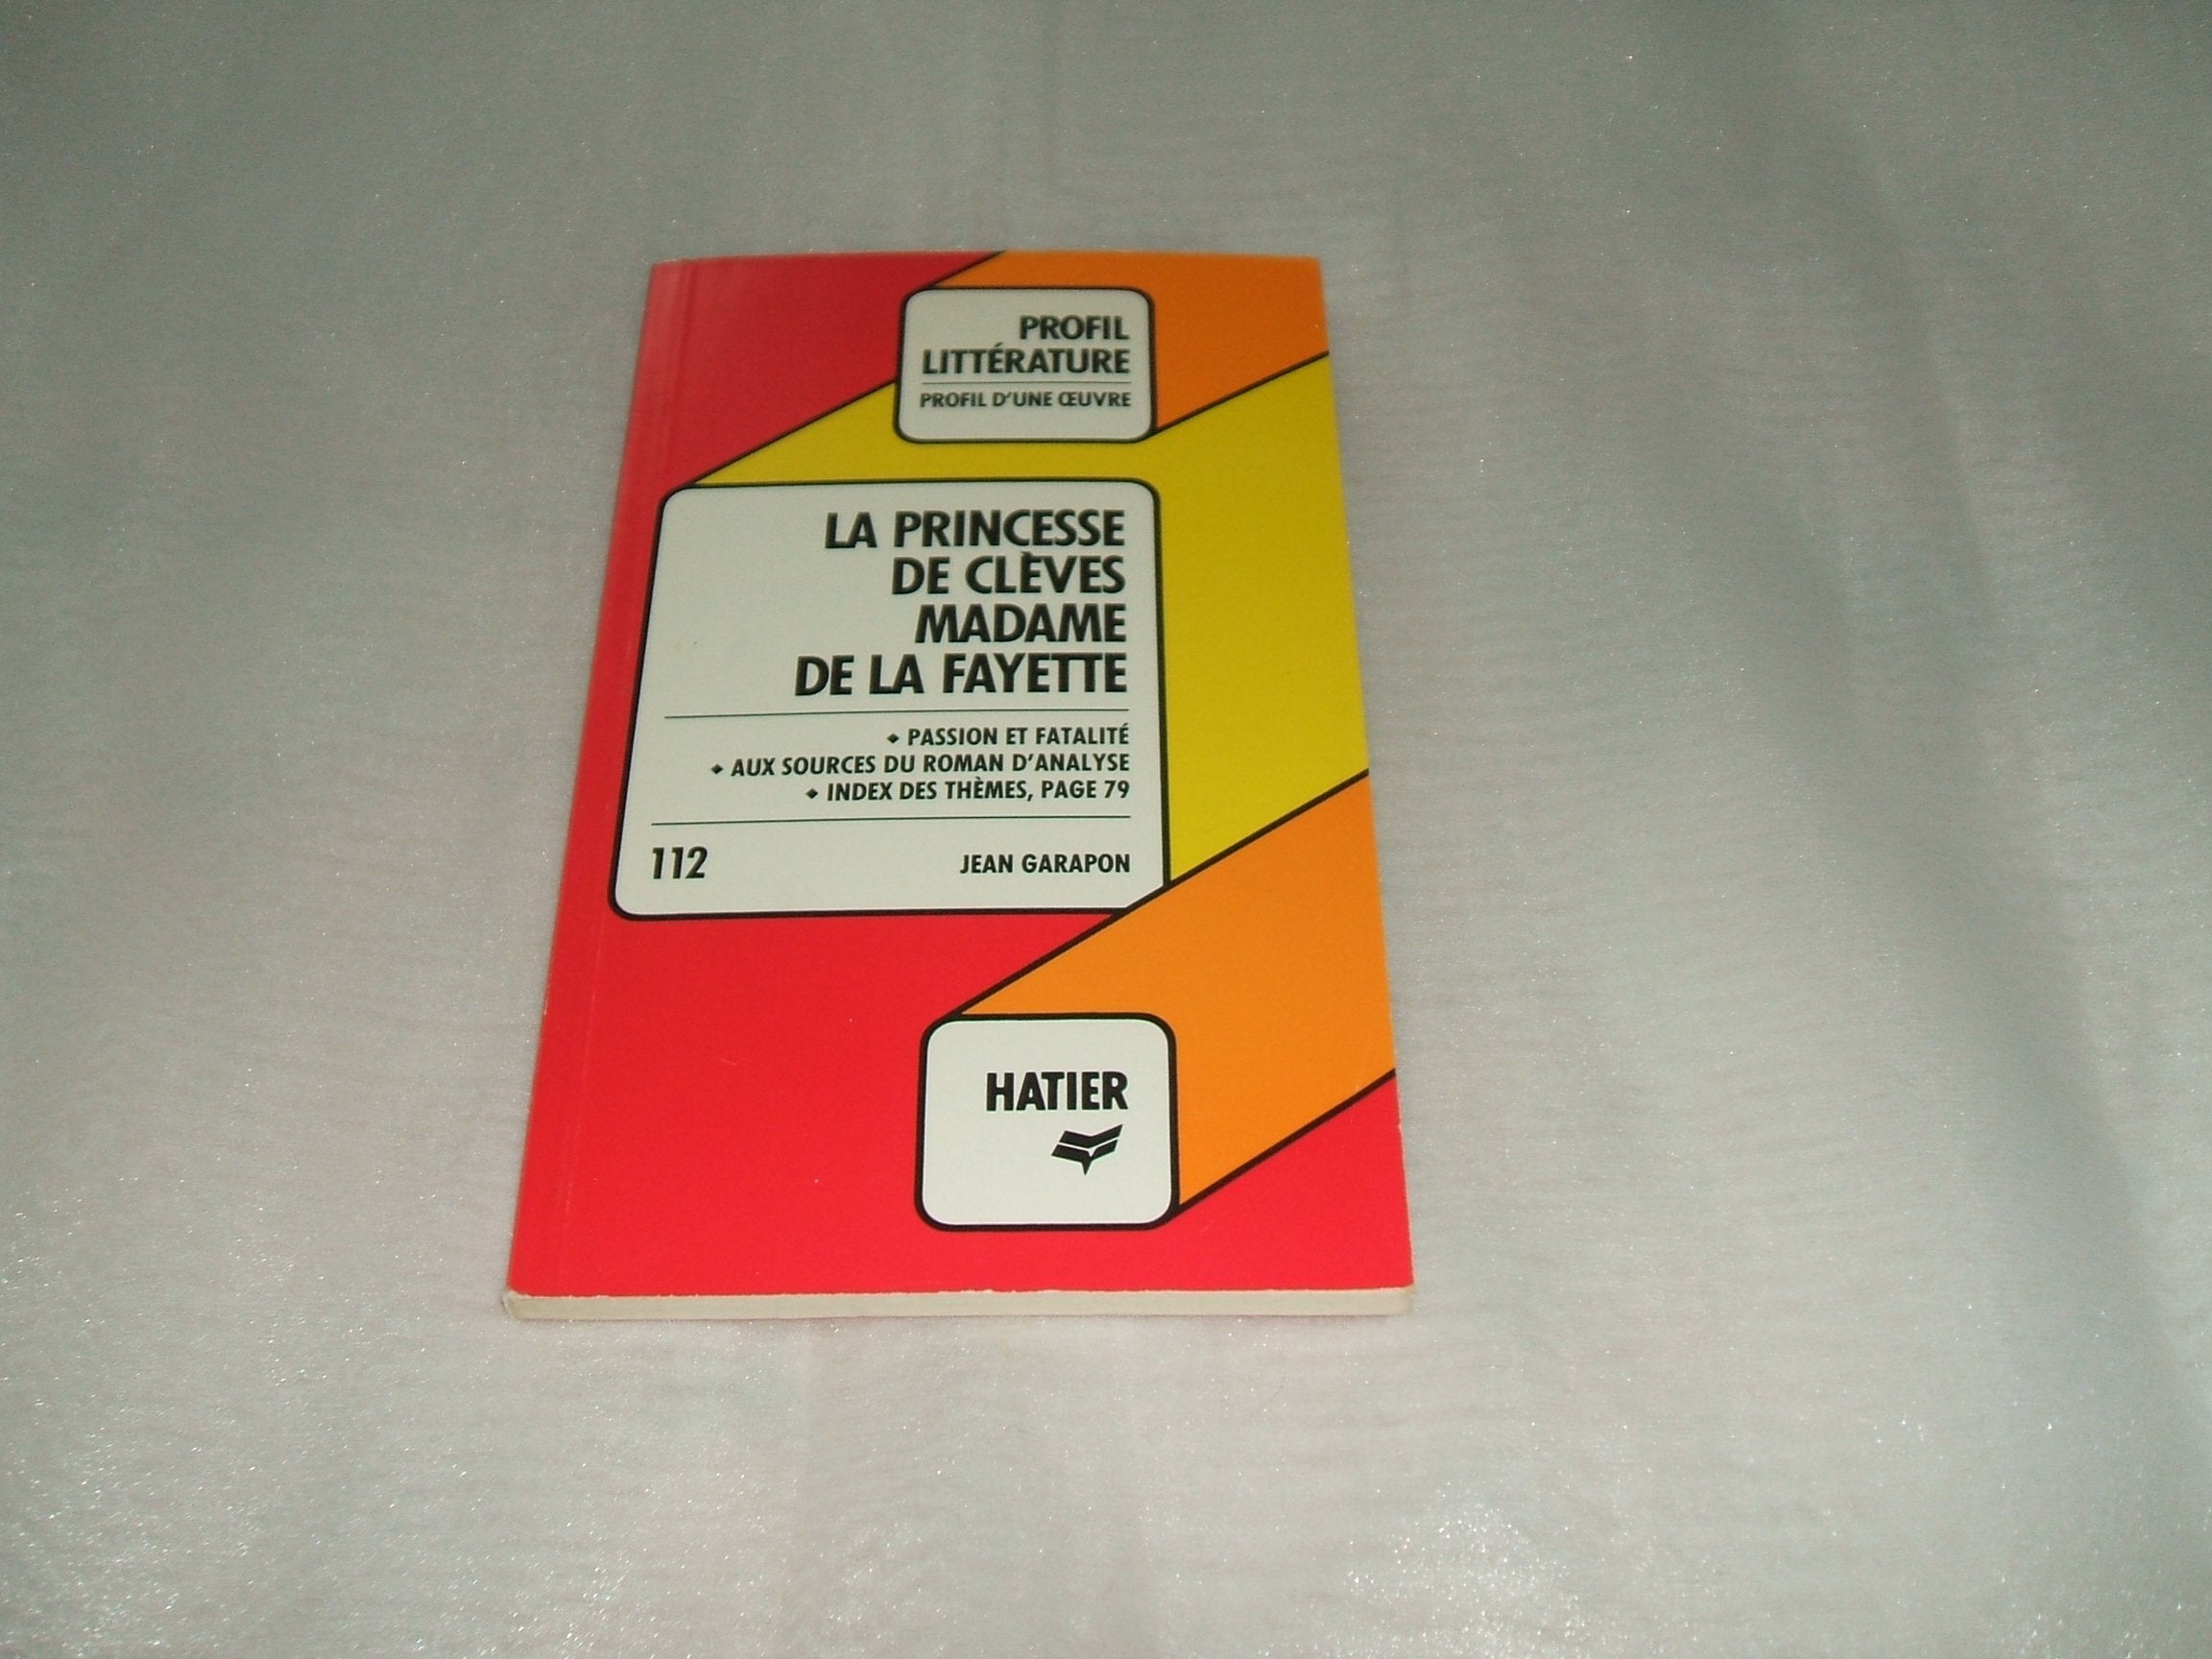 PROFIL
LITTÉRATURE
PROFIL D'UNE ŒUVRE
LA PRINCESSE
DE CLÈVES
MADAME
DE LA FAYETTE
◆ PASSION ET FATALITÉ
◆ AUX SOURCES DU ROMAN D'ANALYSE
◆ INDEX DES THÈMES, PAGE 79
112 JEAN GARAPON
HATIER